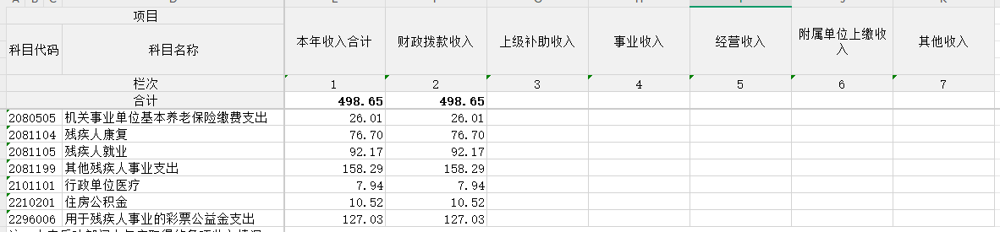 项目
科目代码 科目名称 本年收入合计 财政拨款收入 上级补助收入 事业收入 经营收入 附属单位上缴收入 其他收入
栏次 1 2 3 4 5 6 7
合计 498.65 498.65
2080505 机关事业单位基本养老保险缴费支出 26.01 26.01
2081104 残疾人康复 76.70 76.70
2081105 残疾人就业 92.17 92.17
2081199 其他残疾人事业支出 158.29 158.29
2101101 行政单位医疗 7.94 7.94
2210201 住房公积金 10.52 10.52
2296006 用于残疾人事业的彩票公益金支出 127.03 127.03